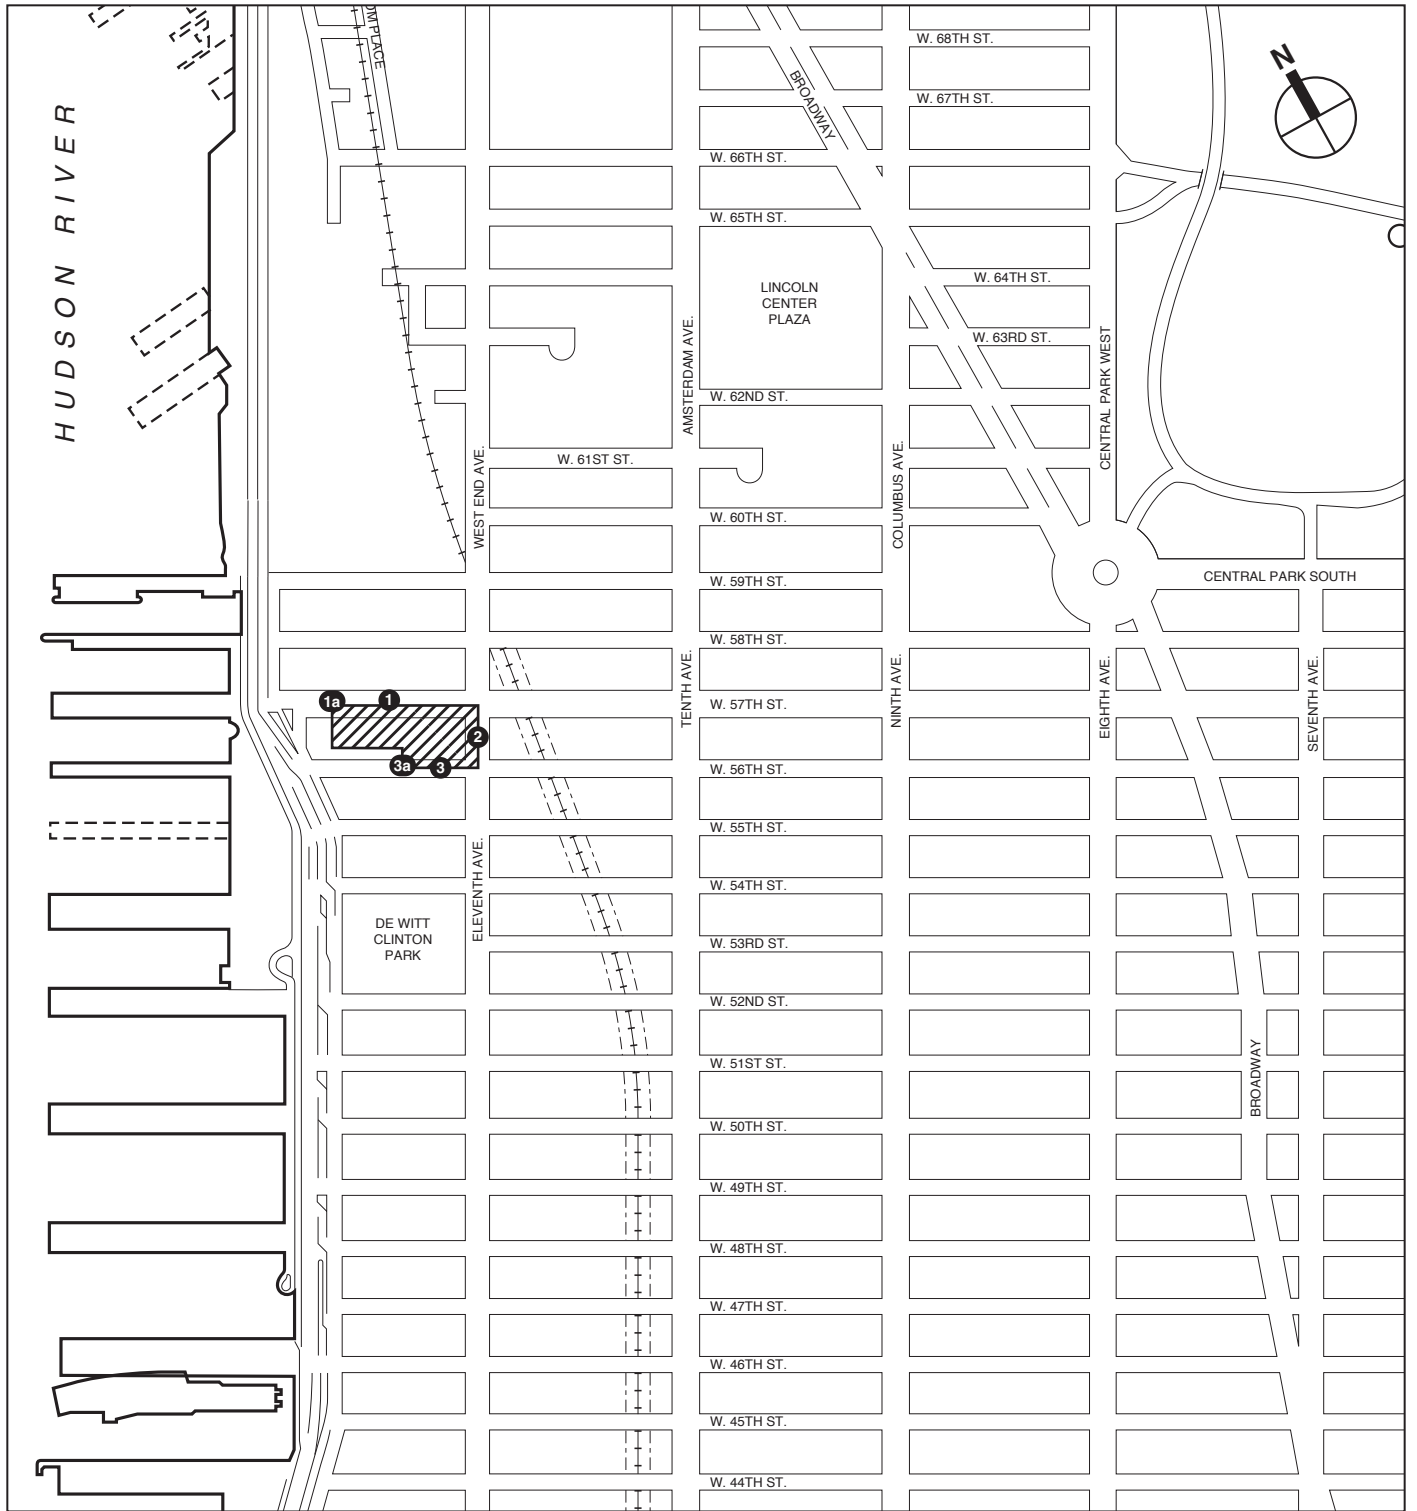 OM PLACE
W. 68TH ST.
N
BROADWAY
W. 67TH ST.
HUDSON RIVER
W. 66TH ST.
W. 65TH ST.
W. 64TH ST.
LINCOLN
CENTER
PLAZA
W. 63RD ST.
AMSTERDAM AVE.
CENTRAL PARK WEST
W. 62ND ST.
W. 61ST ST.
WEST END AVE.
COLUMBUS AVE.
W. 60TH ST.
W. 59TH ST.
CENTRAL PARK SOUTH
W. 58TH ST.
TENTH AVE.
NINTH AVE.
EIGHTH AVE.
SEVENTH AVE.
1a
1
W. 57TH ST.
2
3a
3
W. 56TH ST.
W. 55TH ST.
ELEVENTH AVE.
W. 54TH ST.
DE WITT
CLINTON
PARK
W. 53RD ST.
W. 52ND ST.
W. 51ST ST.
BROADWAY
W. 50TH ST.
W. 49TH ST.
W. 48TH ST.
W. 47TH ST.
W. 46TH ST.
W. 45TH ST.
W. 44TH ST.